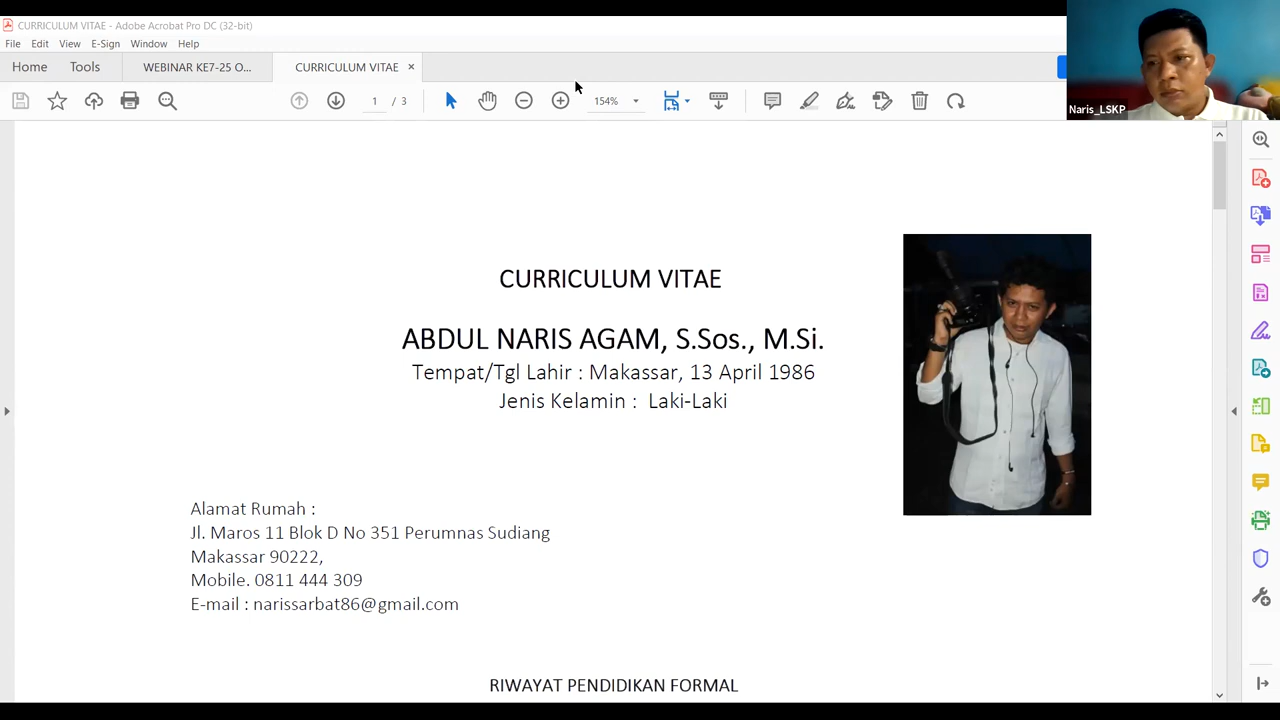 CURRICULUM VITAE - Adobe Acrobat Pro DC (32-bit)
File Edit View E-Sign Window Help
Home Tools WEBINAR KE7-25 O... CURRICULUM VITAE ×
1 / 3 154%
Naris_LSKP
CURRICULUM VITAE
ABDUL NARIS AGAM, S.Sos., M.Si.
Tempat/Tgl Lahir : Makassar, 13 April 1986
Jenis Kelamin : Laki-Laki
Alamat Rumah :
Jl. Maros 11 Blok D No 351 Perumnas Sudiang
Makassar 90222,
Mobile. 0811 444 309
E-mail : narissarbat86@gmail.com
RIWAYAT PENDIDIKAN FORMAL